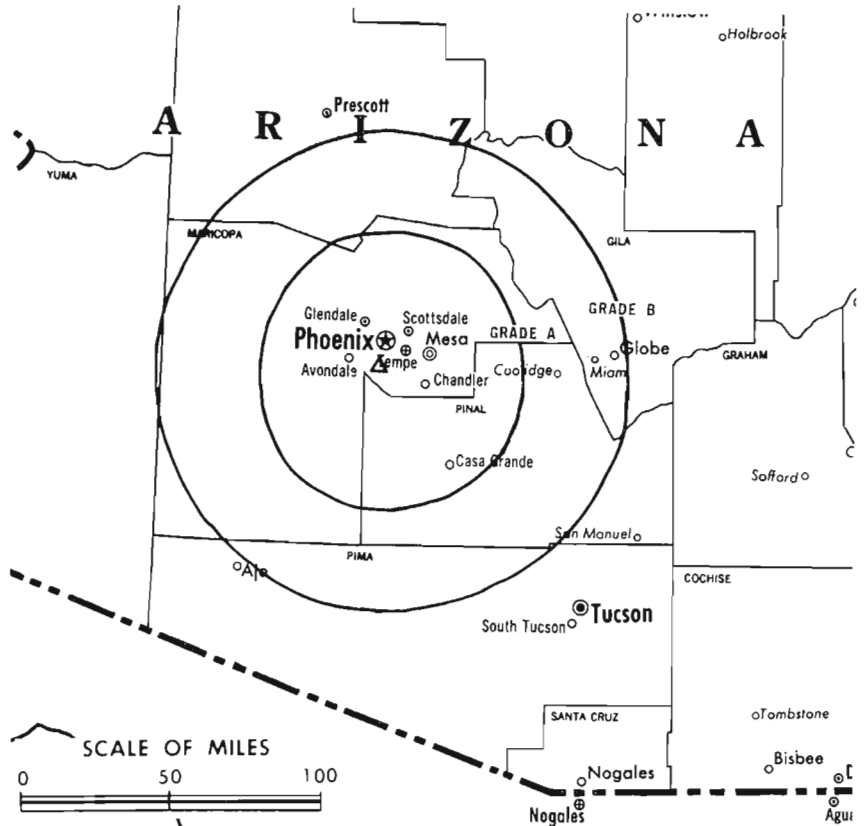 Holbrook
Prescott
A R I Z O N A
YUMA
MARICOPA
GILA
GRADE B
Glendale
Scottsdale
GRADE A
Phoenix
Mesa
Tempe
Globe
GRAHAM
Avondale
Chandler
Coolidge
Miami
PINAL
Casa Grande
Safford
San Manuel
PIMA
Ajo
COCHISE
Tucson
South Tucson
SANTA CRUZ
Tombstone
SCALE OF MILES
0 50 100
Bisbee
Nogales
D
Nogales
Agua